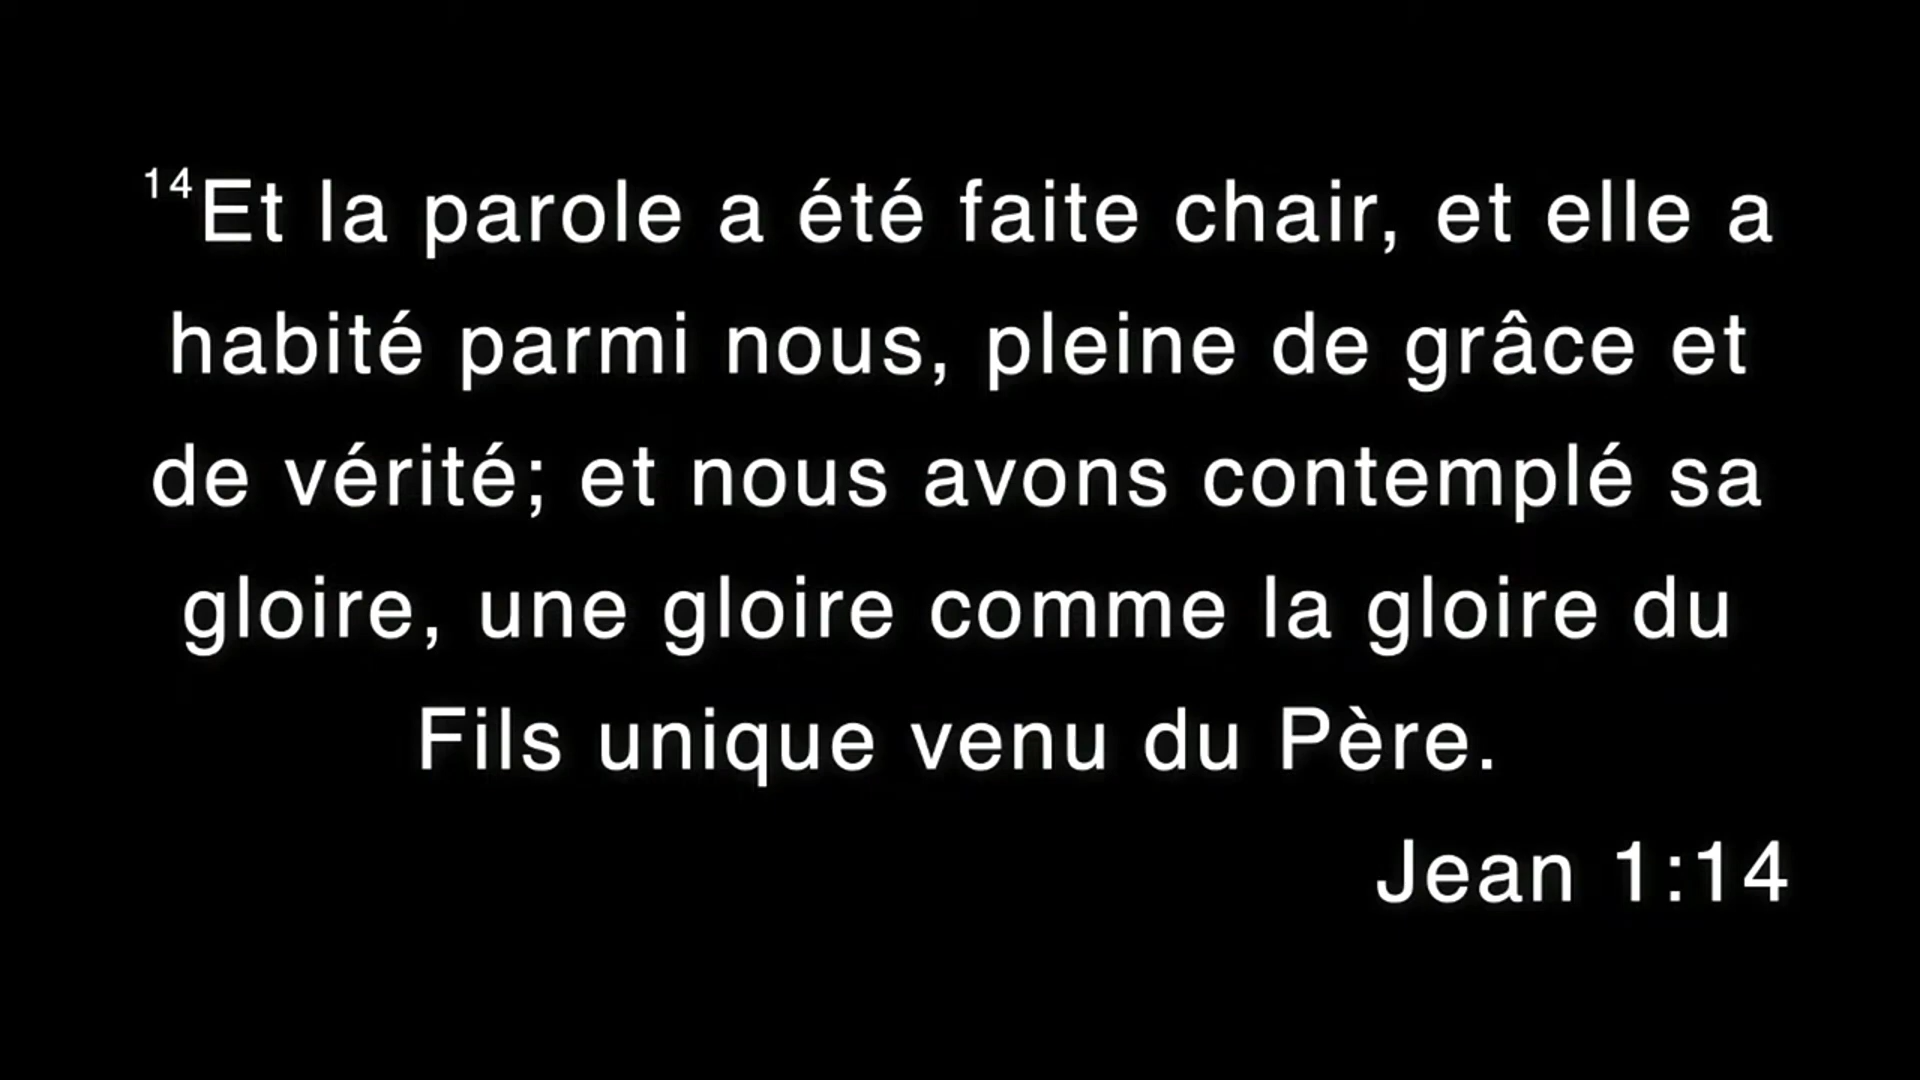 ¹⁴Et la parole a été faite chair, et elle a
habité parmi nous, pleine de grâce et
de vérité; et nous avons contemplé sa
gloire, une gloire comme la gloire du
Fils unique venu du Père.
Jean 1:14